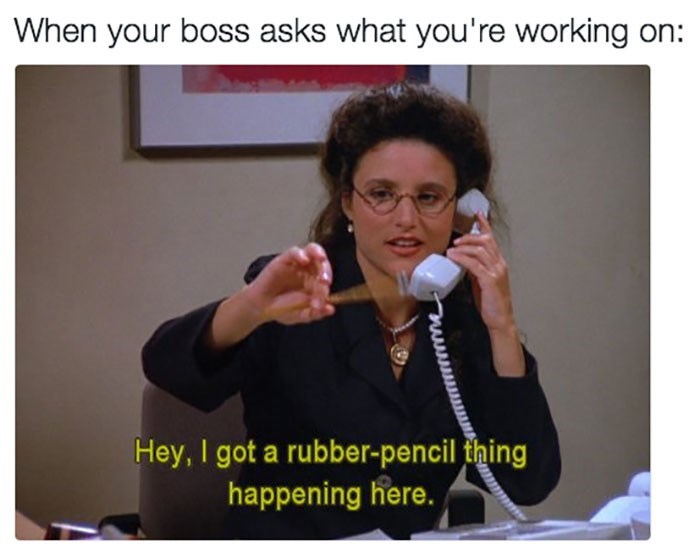 When your boss asks what you're working on:
Hey, I got a rubber-pencil thing
happening here.